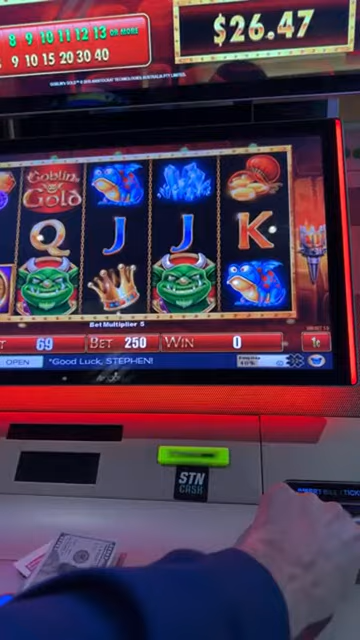 8 9 10 11 12 13 OR MORE
9 10 15 20 30 40
$26.47
Goblin's
Gold
Q J J K
Bet Multiplier 5
69 BET 250 WIN 0 1¢
OPEN *Good Luck, STEPHEN!
STN
CASH